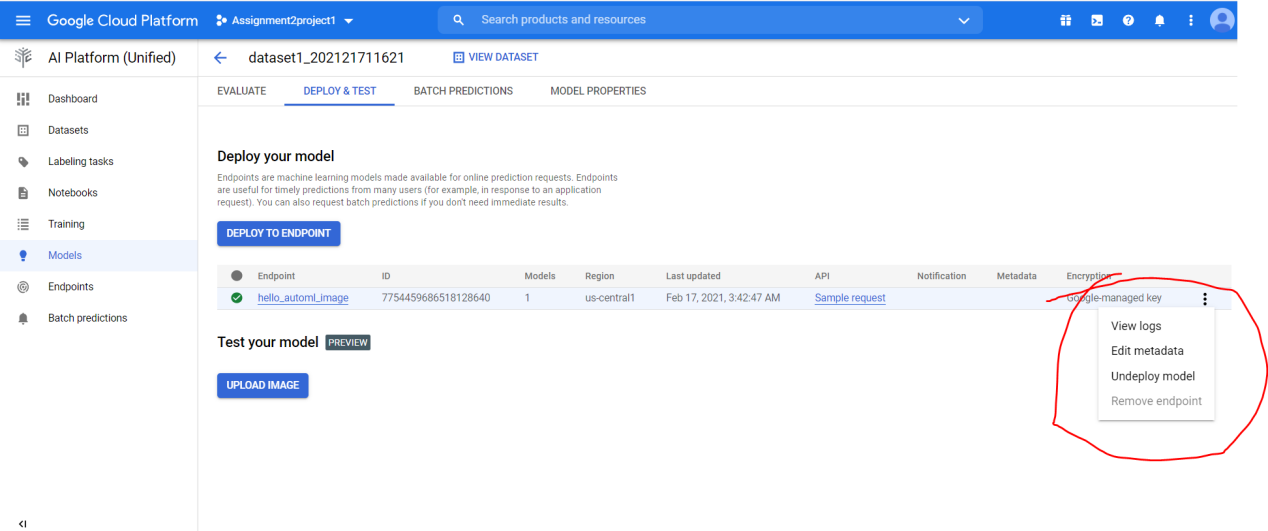 Google Cloud Platform Assignment2project1 Search products and resources
AI Platform (Unified)
Dashboard
Datasets
Labeling tasks
Notebooks
Training
Models
Endpoints
Batch predictions
dataset1_202121711621 VIEW DATASET
EVALUATE DEPLOY & TEST BATCH PREDICTIONS MODEL PROPERTIES
Deploy your model
Endpoints are machine learning models made available for online prediction requests. Endpoints
are useful for timely predictions from many users (for example, in response to an application
request). You can also request batch predictions if you don't need immediate results.
DEPLOY TO ENDPOINT
Endpoint ID Models Region Last updated API Notification Metadata Encryption
hello_automl_image 7754459686518128640 1 us-central1 Feb 17, 2021, 3:42:47 AM Sample request Google-managed key
View logs
Edit metadata
Undeploy model
Remove endpoint
Test your model PREVIEW
UPLOAD IMAGE